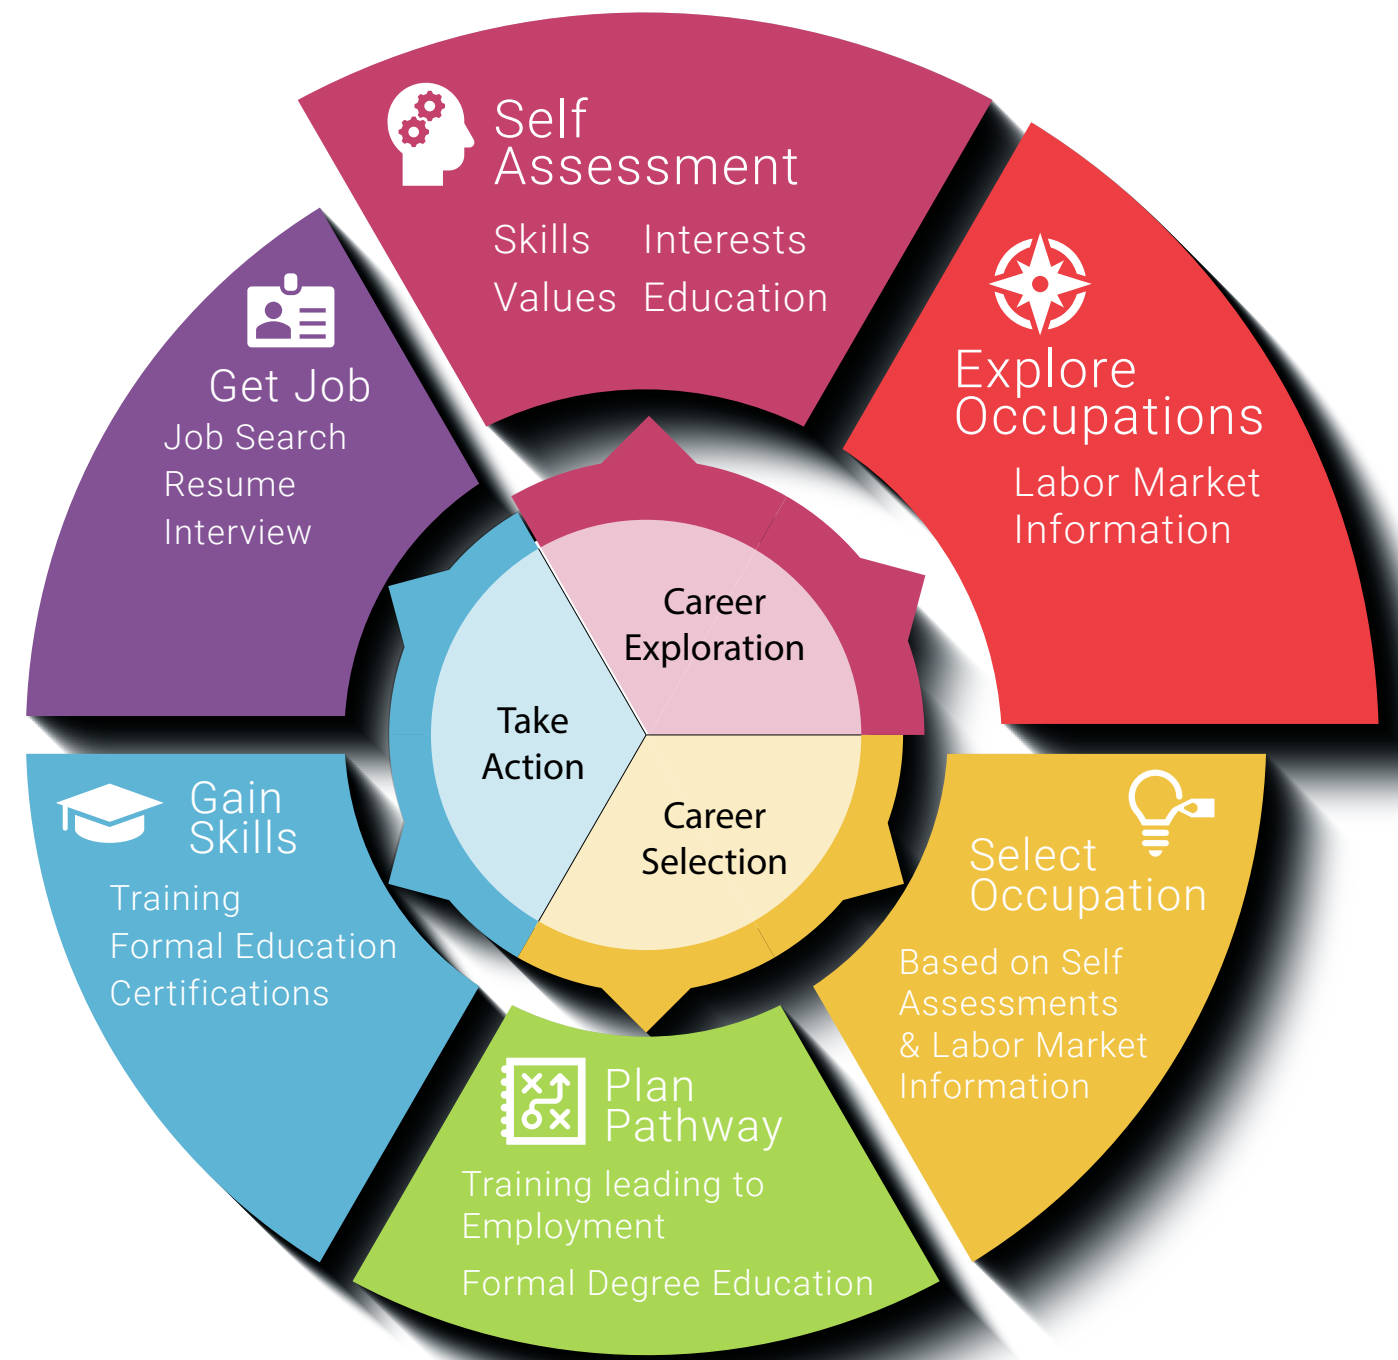 Self
Assessment
Skills Interests
Values Education
Explore
Occupations
Labor Market
Information
Select
Occupation
Based on Self
Assessments
& Labor Market
Information
Plan
Pathway
Training leading to
Employment
Formal Degree Education
Gain
Skills
Training
Formal Education
Certifications
Get Job
Job Search
Resume
Interview
Career
Exploration
Career
Selection
Take
Action